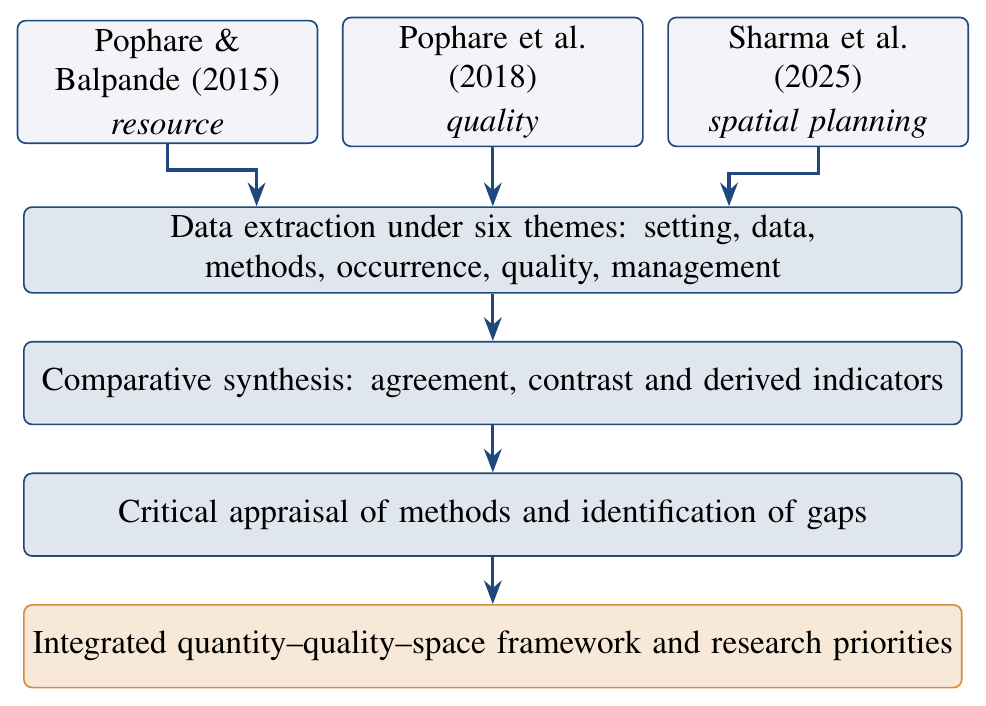 Pophare &
Balpande (2015)
resource
Pophare et al.
(2018)
quality
Sharma et al.
(2025)
spatial planning
Data extraction under six themes: setting, data,
methods, occurrence, quality, management
Comparative synthesis: agreement, contrast and derived indicators
Critical appraisal of methods and identification of gaps
Integrated quantity–quality–space framework and research priorities